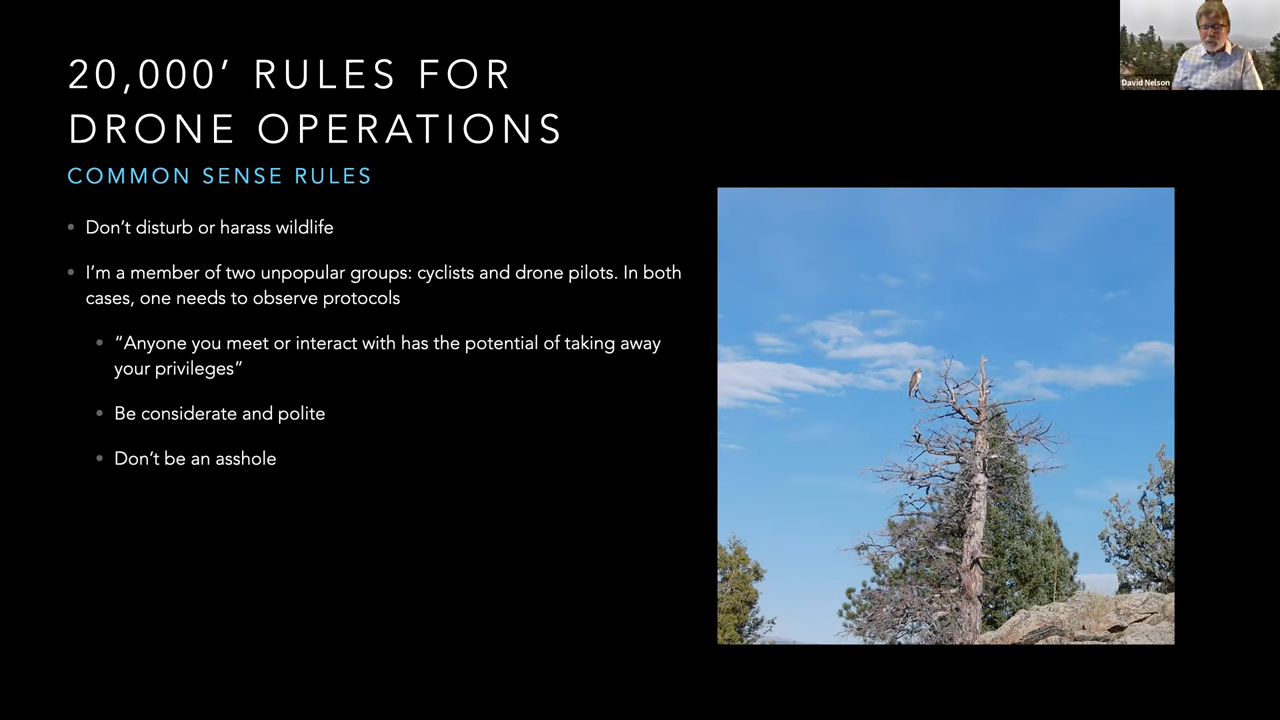 20,000’ RULES FOR
DRONE OPERATIONS
COMMON SENSE RULES
• Don’t disturb or harass wildlife
• I’m a member of two unpopular groups: cyclists and drone pilots. In both
cases, one needs to observe protocols
• “Anyone you meet or interact with has the potential of taking away
your privileges”
• Be considerate and polite
• Don’t be an asshole
David Nelson